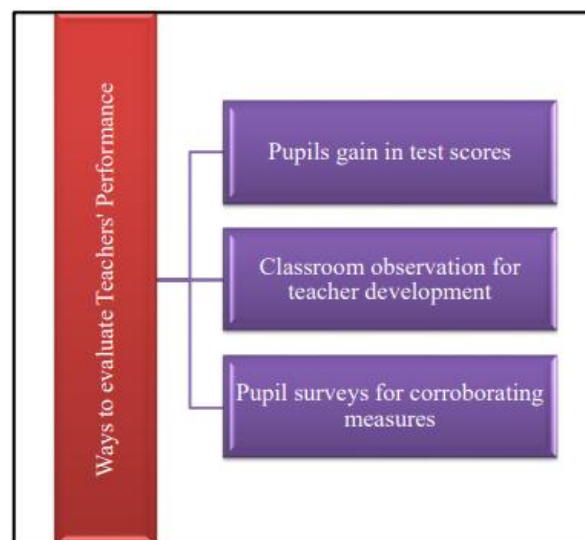 Ways to evaluate Teachers' Performance
Pupils gain in test scores
Classroom observation for
teacher development
Pupil surveys for corroborating
measures